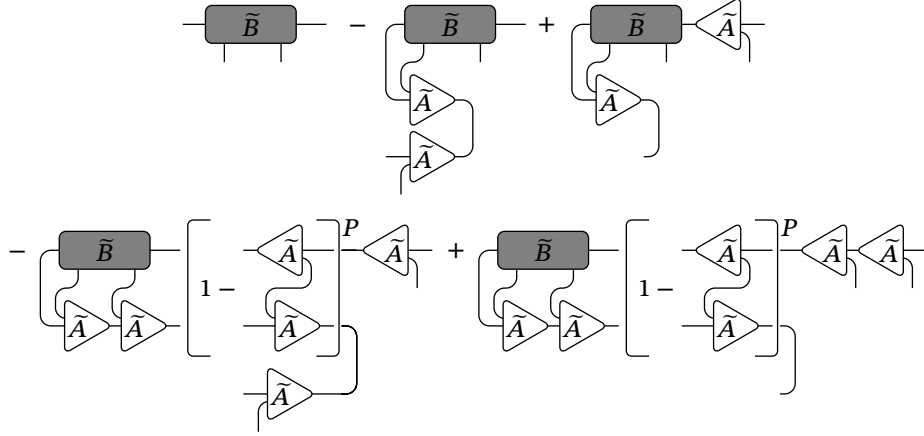 B̃ − B̃ + B̃ Ã
Ã Ã
Ã
− B̃ 1 − Ã P Ã + B̃ 1 − Ã P Ã Ã
Ã Ã Ã Ã Ã Ã
Ã